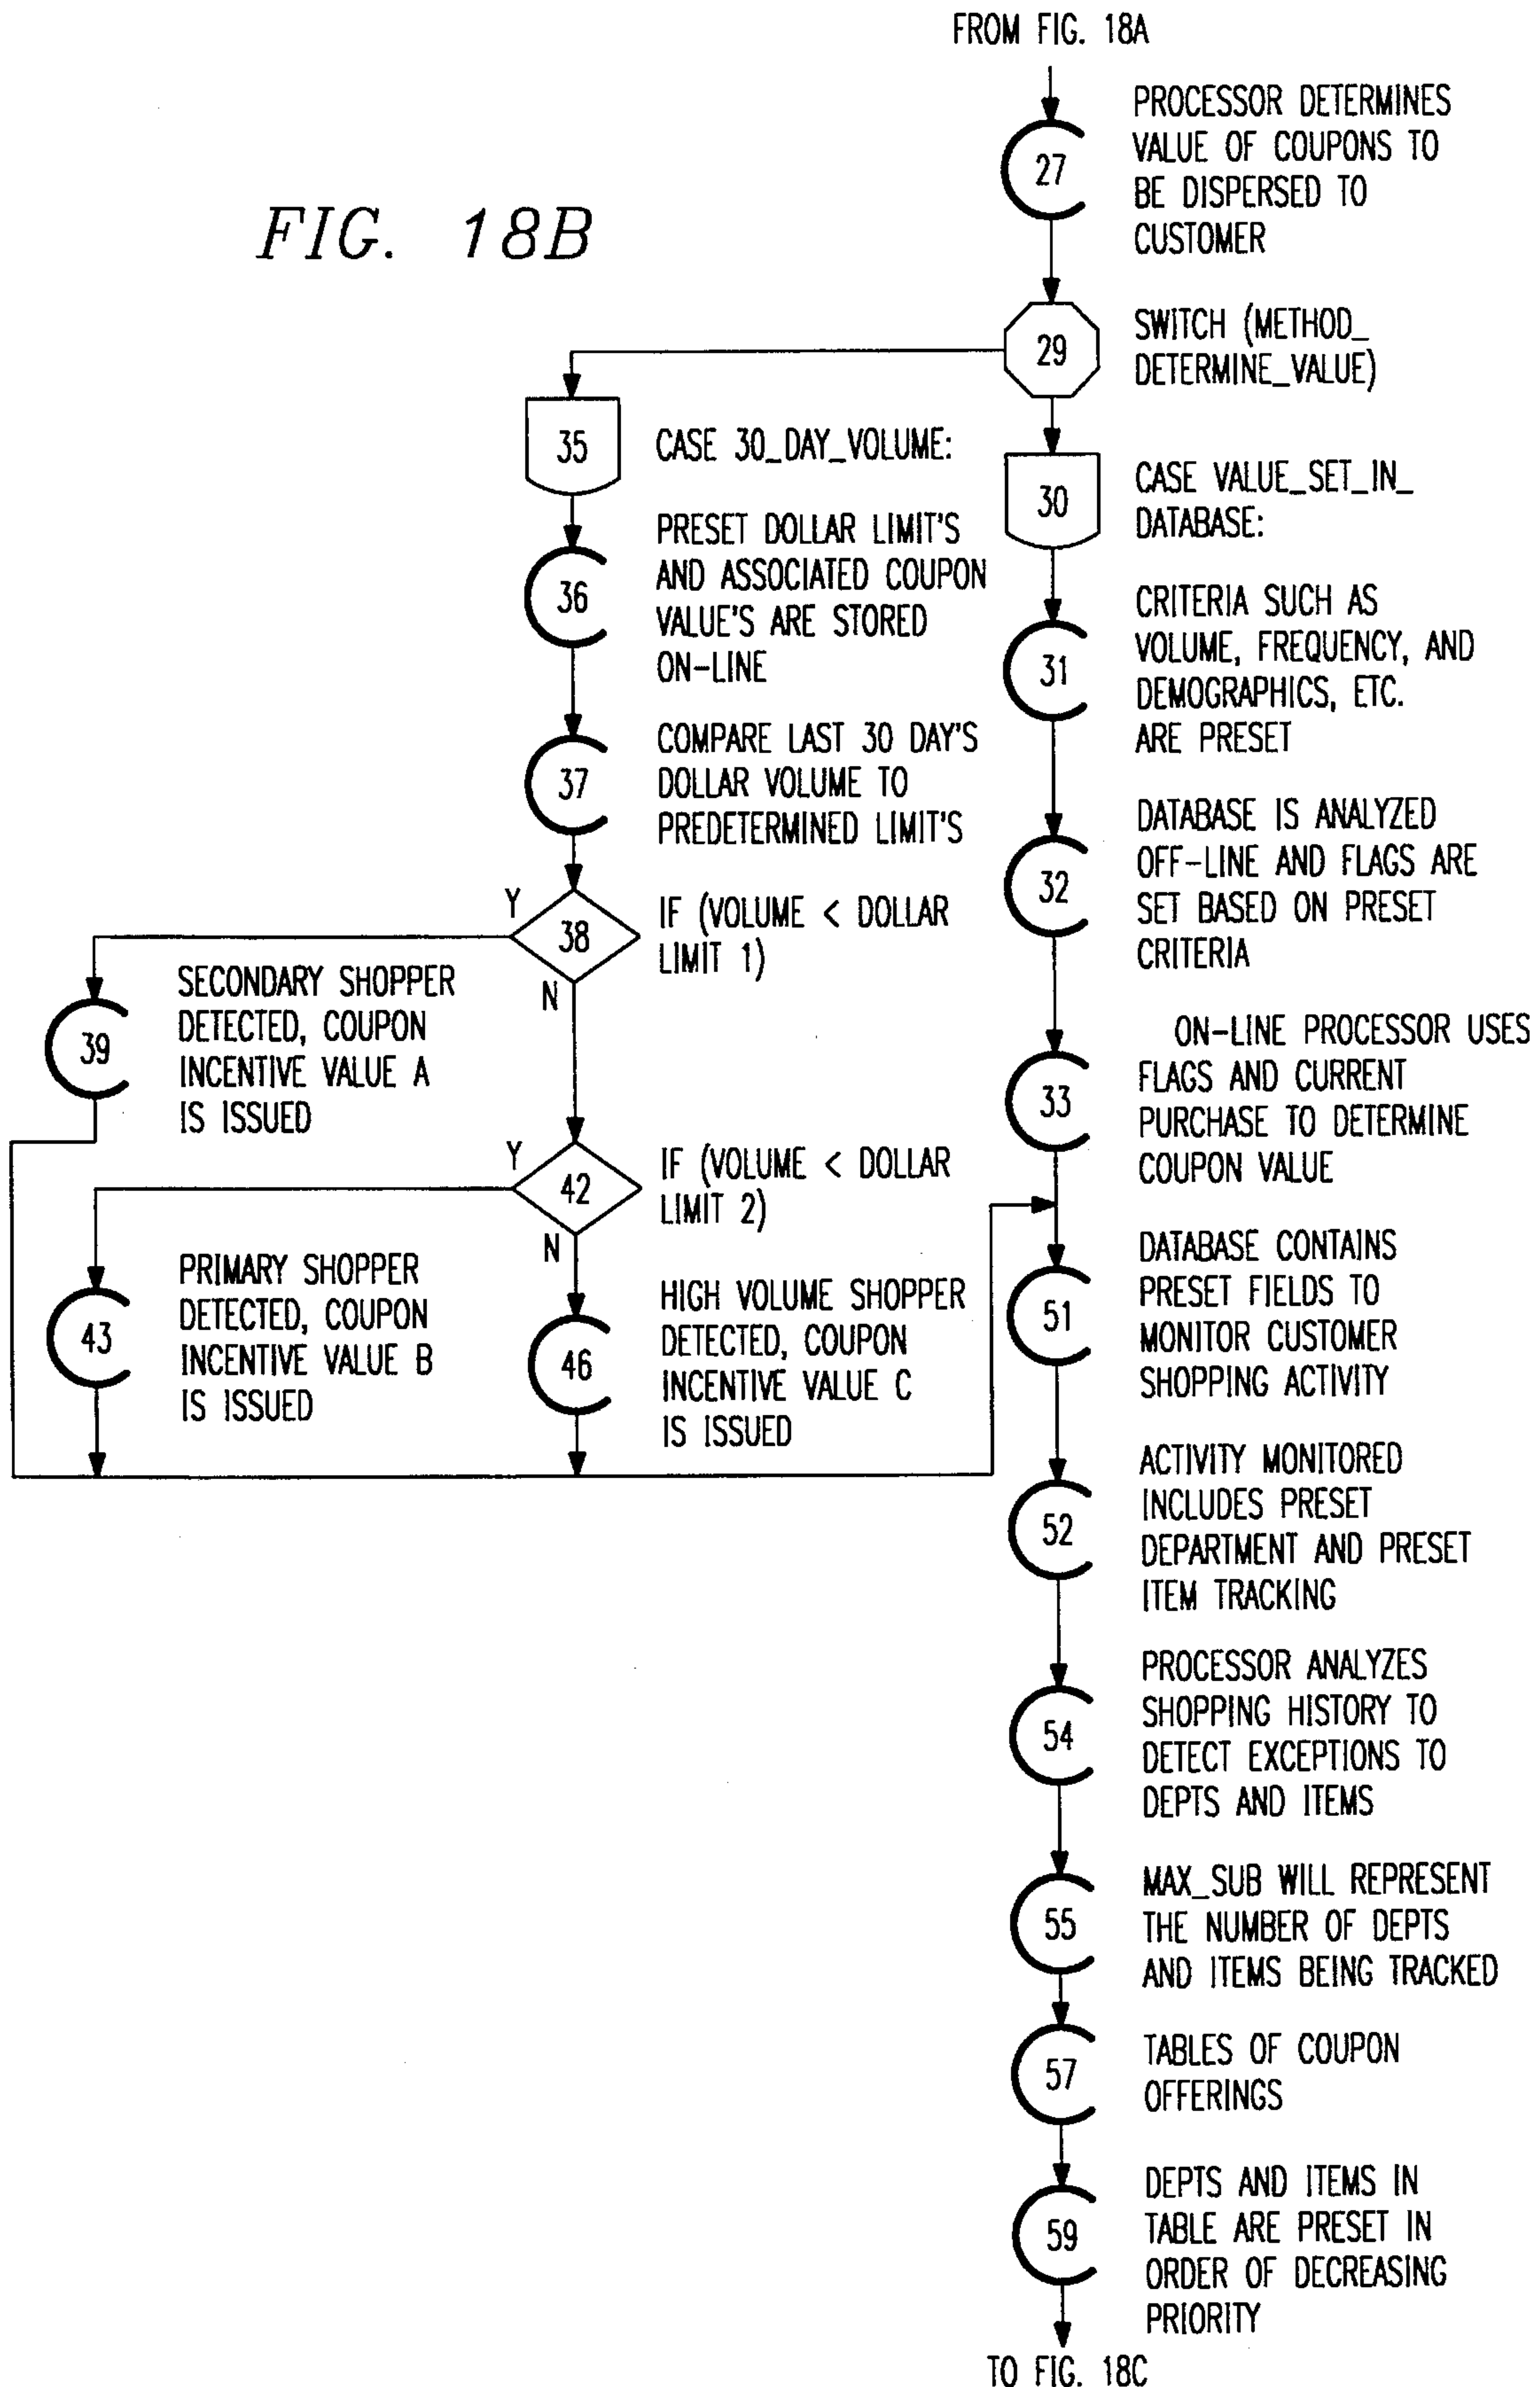 FROM FIG. 18A
PROCESSOR DETERMINES
VALUE OF COUPONS TO
BE DISPERSED TO
CUSTOMER
27
FIG. 18B
SWITCH (METHOD_
DETERMINE_VALUE)
29
35
CASE 30_DAY_VOLUME:
30
CASE VALUE_SET_IN_
DATABASE:
36
PRESET DOLLAR LIMIT'S
AND ASSOCIATED COUPON
VALUE'S ARE STORED
ON-LINE
31
CRITERIA SUCH AS
VOLUME, FREQUENCY, AND
DEMOGRAPHICS, ETC.
ARE PRESET
37
COMPARE LAST 30 DAY'S
DOLLAR VOLUME TO
PREDETERMINED LIMIT'S
32
DATABASE IS ANALYZED
OFF-LINE AND FLAGS ARE
SET BASED ON PRESET
CRITERIA
Y
38
N
IF (VOLUME < DOLLAR
LIMIT 1)
39
SECONDARY SHOPPER
DETECTED, COUPON
INCENTIVE VALUE A
IS ISSUED
33
ON-LINE PROCESSOR USES
FLAGS AND CURRENT
PURCHASE TO DETERMINE
COUPON VALUE
Y
42
N
IF (VOLUME < DOLLAR
LIMIT 2)
43
PRIMARY SHOPPER
DETECTED, COUPON
INCENTIVE VALUE B
IS ISSUED
46
HIGH VOLUME SHOPPER
DETECTED, COUPON
INCENTIVE VALUE C
IS ISSUED
51
DATABASE CONTAINS
PRESET FIELDS TO
MONITOR CUSTOMER
SHOPPING ACTIVITY
52
ACTIVITY MONITORED
INCLUDES PRESET
DEPARTMENT AND PRESET
ITEM TRACKING
54
PROCESSOR ANALYZES
SHOPPING HISTORY TO
DETECT EXCEPTIONS TO
DEPTS AND ITEMS
55
MAX_SUB WILL REPRESENT
THE NUMBER OF DEPTS
AND ITEMS BEING TRACKED
57
TABLES OF COUPON
OFFERINGS
59
DEPTS AND ITEMS IN
TABLE ARE PRESET IN
ORDER OF DECREASING
PRIORITY
TO FIG. 18C